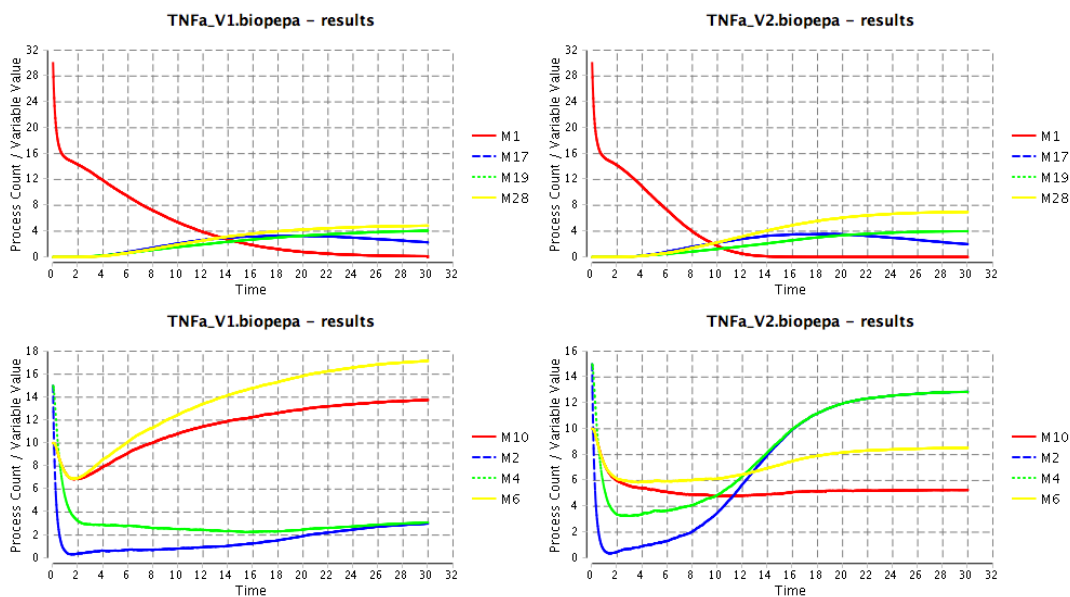 TNFa_V1.biopepa – results
Process Count / Variable Value
32
28
24
20
16
12
8
4
0
0 2 4 6 8 10 12 14 16 18 20 22 24 26 28 30 32
Time
M1
M17
M19
M28
TNFa_V2.biopepa – results
Process Count / Variable Value
32
28
24
20
16
12
8
4
0
0 2 4 6 8 10 12 14 16 18 20 22 24 26 28 30 32
Time
M1
M17
M19
M28
TNFa_V1.biopepa – results
Process Count / Variable Value
18
16
14
12
10
8
6
4
2
0
0 2 4 6 8 10 12 14 16 18 20 22 24 26 28 30 32
Time
M10
M2
M4
M6
TNFa_V2.biopepa – results
Process Count / Variable Value
16
14
12
10
8
6
4
2
0
0 2 4 6 8 10 12 14 16 18 20 22 24 26 28 30 32
Time
M10
M2
M4
M6